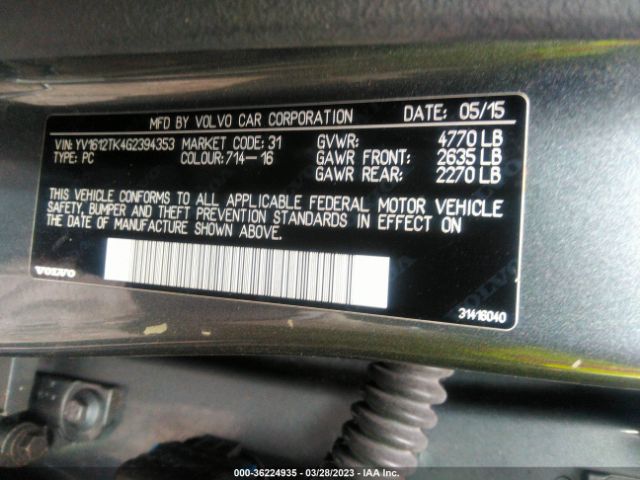 MFD BY VOLVO CAR CORPORATION DATE: 05/15
VIN: YV1612TK4G2394353 MARKET CODE: 31 GVWR: 4770 LB
TYPE: PC COLOUR: 714-16 GAWR FRONT: 2635 LB
GAWR REAR: 2270 LB
THIS VEHICLE CONFORMS TO ALL APPLICABLE FEDERAL MOTOR VEHICLE
SAFETY, BUMPER AND THEFT PREVENTION STANDARDS IN EFFECT ON
THE DATE OF MANUFACTURE SHOWN ABOVE.
VOLVO
31416040
000-36224935 - 03/28/2023 - IAA Inc.